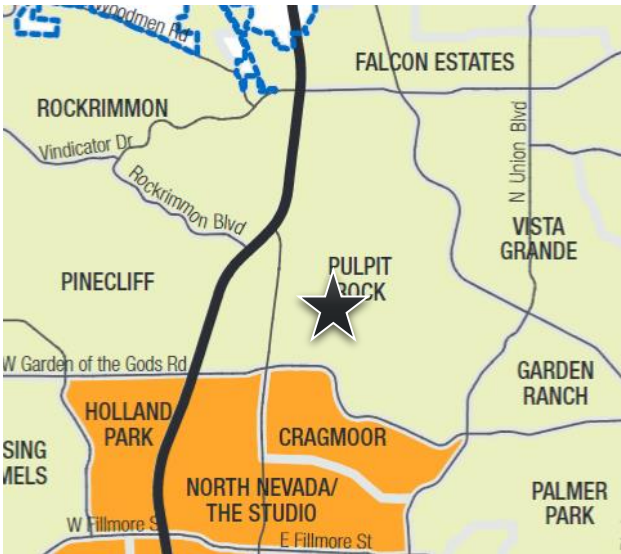 Woodmen Rd
FALCON ESTATES
ROCKRIMMON
Vindicator Dr
N Union Blvd
Rockrimmon Blvd
VISTA
GRANDE
PULPIT
ROCK
PINECLIFF
W Garden of the Gods Rd
GARDEN
RANCH
HOLLAND
PARK
CRAGMOOR
SING
MELS
NORTH NEVADA/
THE STUDIO
PALMER
PARK
W Fillmore S
E Fillmore St